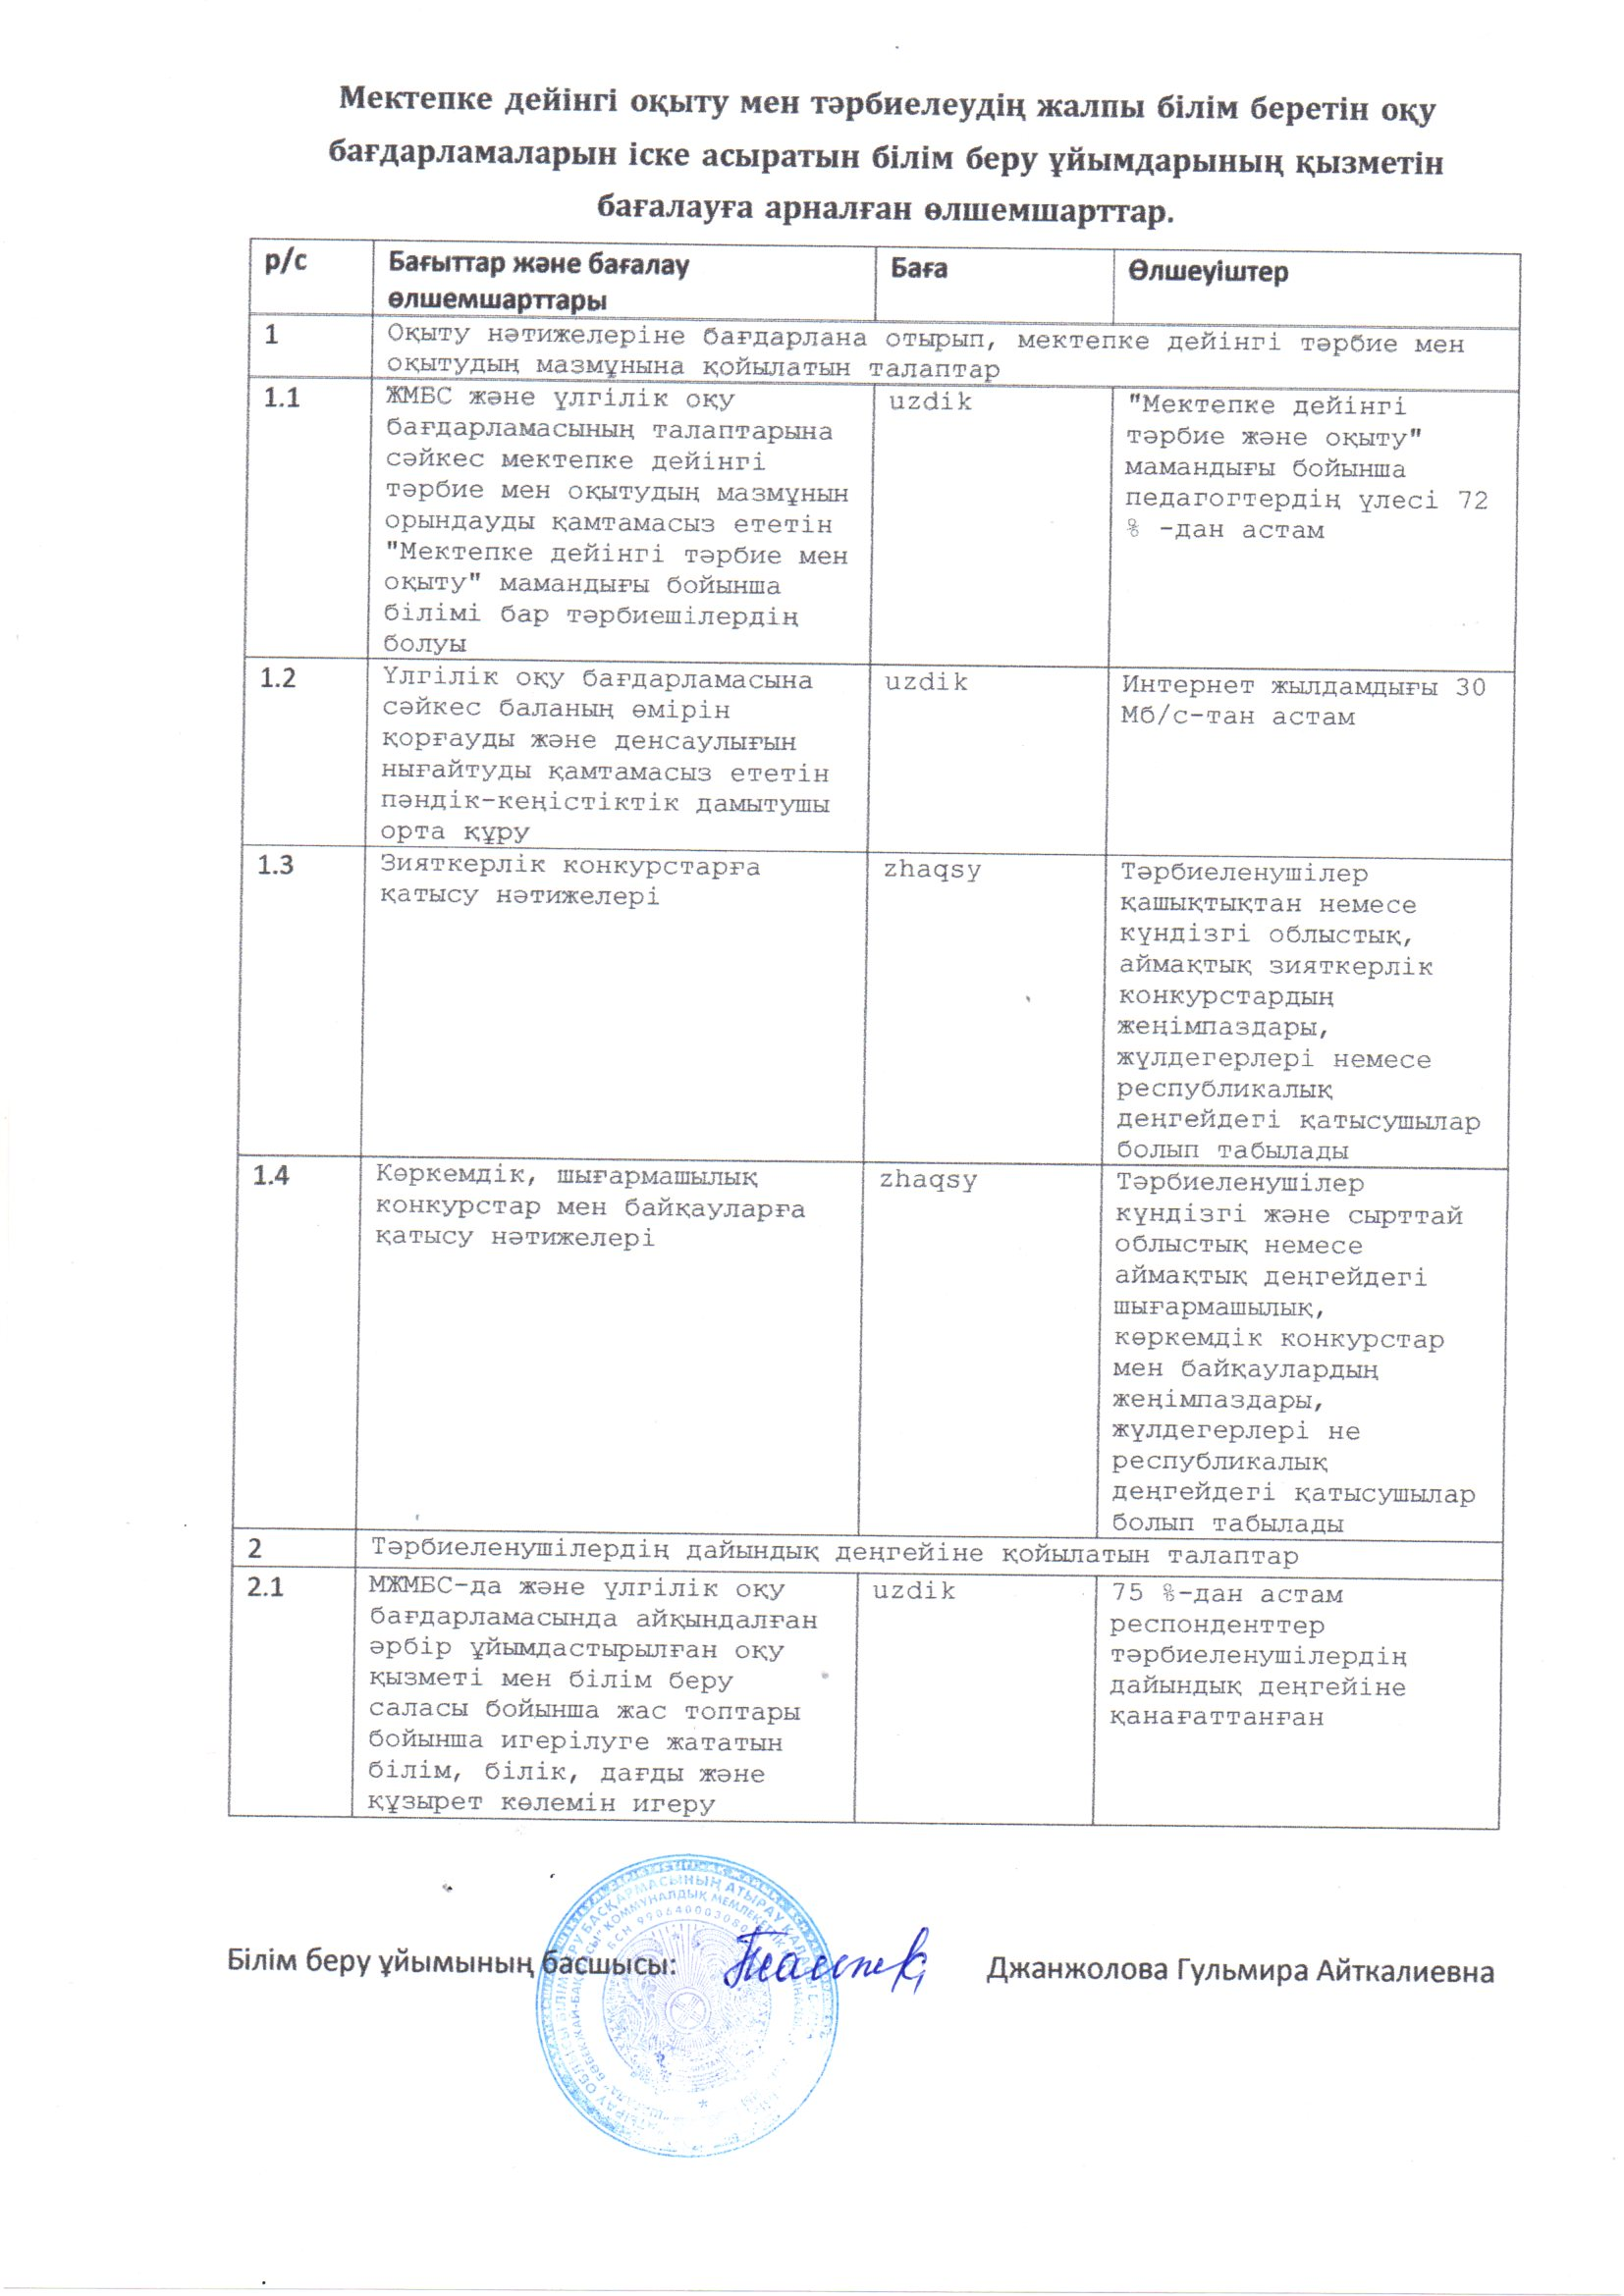 Мектепке дейінгі оқыту мен тәрбиелеудің жалпы білім беретін оқу
бағдарламаларын іске асыратын білім беру ұйымдарының қызметін
бағалауға арналған өлшемшарттар.
р/с
Бағыттар және бағалау
өлшемшарттары
Баға
Өлшеуіштер
1
Оқыту нәтижелеріне бағдарлана отырып, мектепке дейінгі тәрбие мен
оқытудың мазмұнына қойылатын талаптар
1.1
ЖМБС және үлгілік оқу
бағдарламасының талаптарына
сәйкес мектепке дейінгі
тәрбие мен оқытудың мазмұнын
орындауды қамтамасыз ететін
"Мектепке дейінгі тәрбие мен
оқыту" мамандығы бойынша
білімі бар тәрбиешілердің
болуы
uzdik
"Мектепке дейінгі
тәрбие және оқыту"
мамандығы бойынша
педагогтердің үлесі 72
% -дан астам
1.2
Үлгілік оқу бағдарламасына
сәйкес баланың өмірін
қорғауды және денсаулығын
нығайтуды қамтамасыз ететін
пәндік-кеңістіктік дамытушы
орта құру
uzdik
Интернет жылдамдығы 30
Мб/с-тан астам
1.3
Зияткерлік конкурстарға
қатысу нәтижелері
zhaqsy
Тәрбиеленушілер
қашықтықтан немесе
күндізгі облыстық,
аймақтық зияткерлік
конкурстардың
жеңімпаздары,
жүлдегерлері немесе
республикалық
деңгейдегі қатысушылар
болып табылады
1.4
Көркемдік, шығармашылық
конкурстар мен байқауларға
қатысу нәтижелері
zhaqsy
Тәрбиеленушілер
күндізгі және сырттай
облыстық немесе
аймақтық деңгейдегі
шығармашылық,
көркемдік конкурстар
мен байқаулардың
жеңімпаздары,
жүлдегерлері не
республикалық
деңгейдегі қатысушылар
болып табылады
2
Тәрбиеленушілердің дайындық деңгейіне қойылатын талаптар
2.1
МЖМБС-да және үлгілік оқу
бағдарламасында айқындалған
әрбір ұйымдастырылған оқу
қызметі мен білім беру
саласы бойынша жас топтары
бойынша игерілуге жататын
білім, білік, дағды және
құзырет көлемін игеру
uzdik
75 %-дан астам
респонденттер
тәрбиеленушілердің
дайындық деңгейіне
қанағаттанған
Білім беру ұйымының басшысы:
Джанжолова Гульмира Айткалиевна